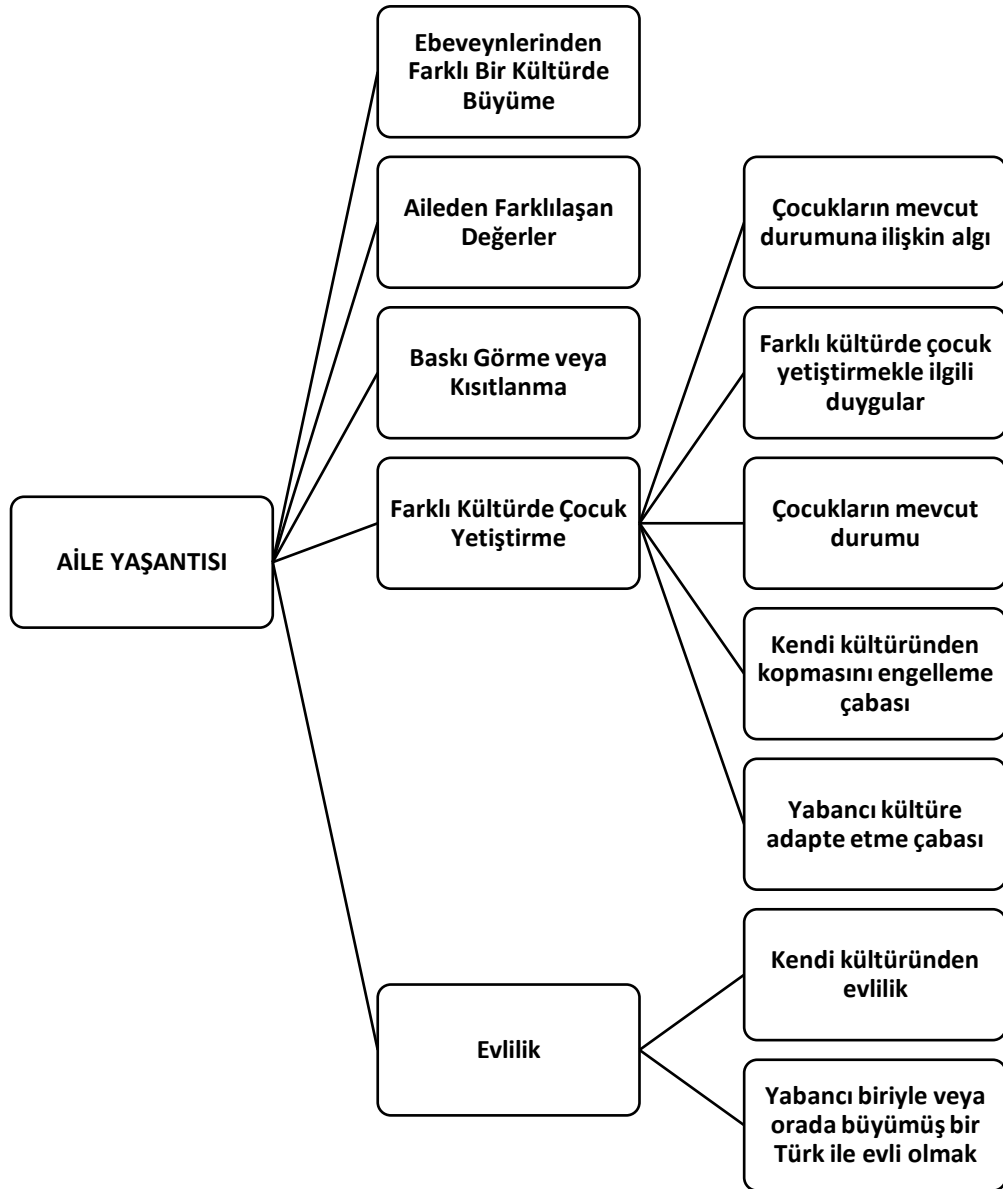 AİLE YAŞANTISI
Ebeveynlerinden
Farklı Bir Kültürde
Büyüme
Aileden Farklılaşan
Değerler
Baskı Görme veya
Kısıtlanma
Farklı Kültürde Çocuk
Yetiştirme
Çocukların mevcut
durumuna ilişkin algı
Farklı kültürde çocuk
yetiştirmekle ilgili
duygular
Çocukların mevcut
durumu
Kendi kültüründen
kopmasını engelleme
çabası
Yabancı kültüre
adapte etme çabası
Evlilik
Kendi kültüründen
evlilik
Yabancı biriyle veya
orada büyümüş bir
Türk ile evli olmak